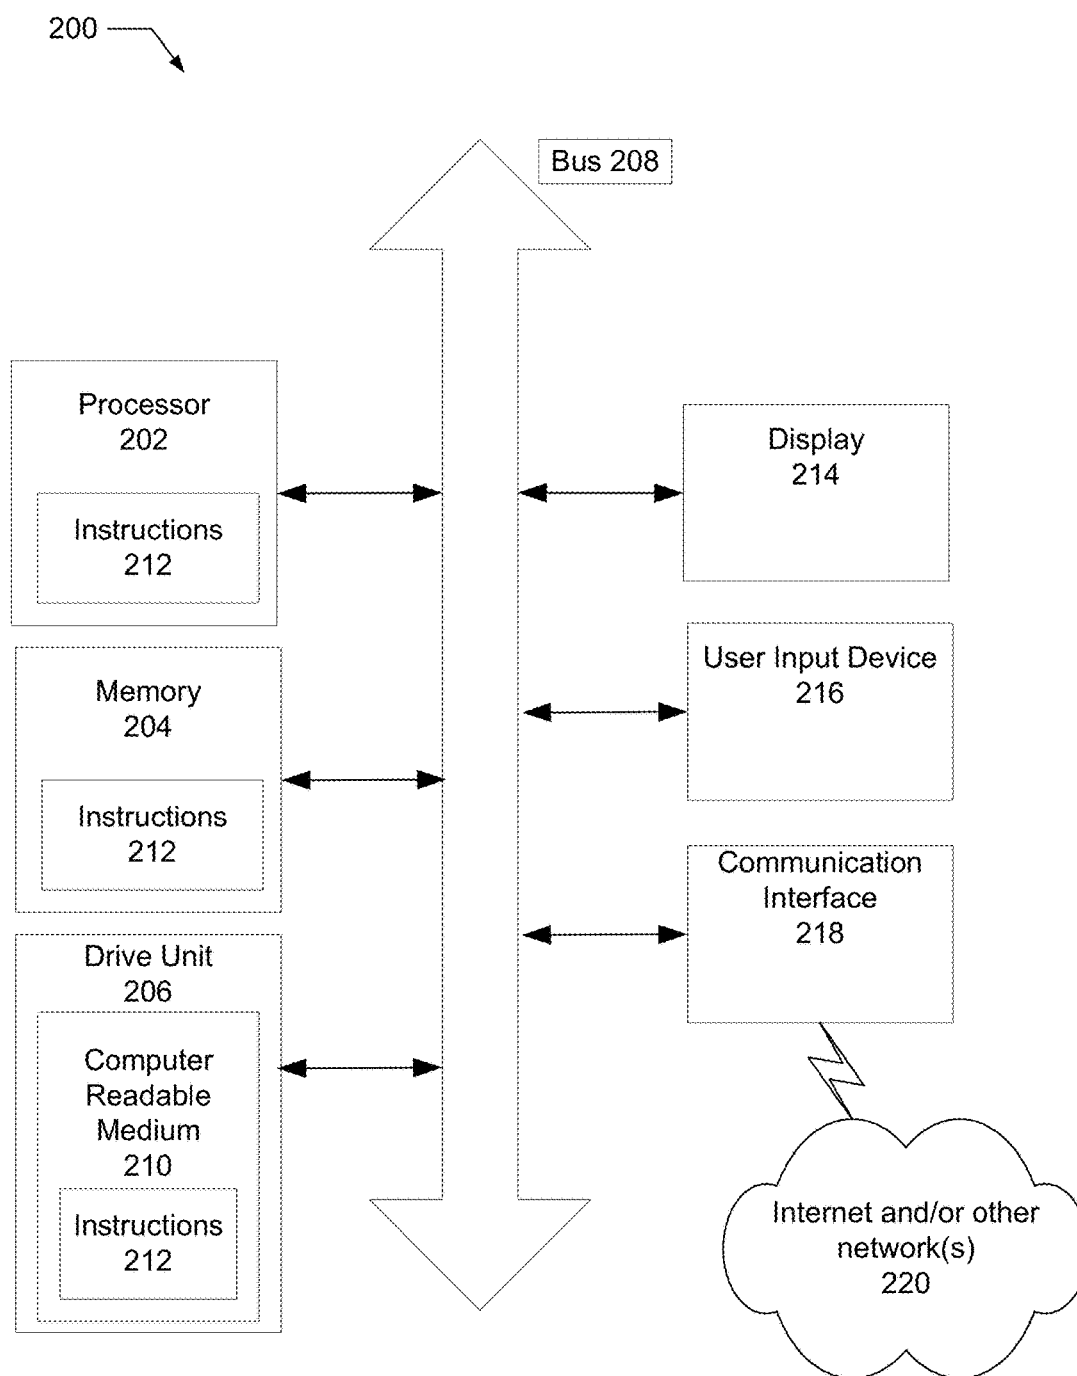 200
Bus 208
Processor
202
Instructions
212
Memory
204
Instructions
212
Drive Unit
206
Computer
Readable
Medium
210
Instructions
212
Display
214
User Input Device
216
Communication
Interface
218
Internet and/or other
network(s)
220